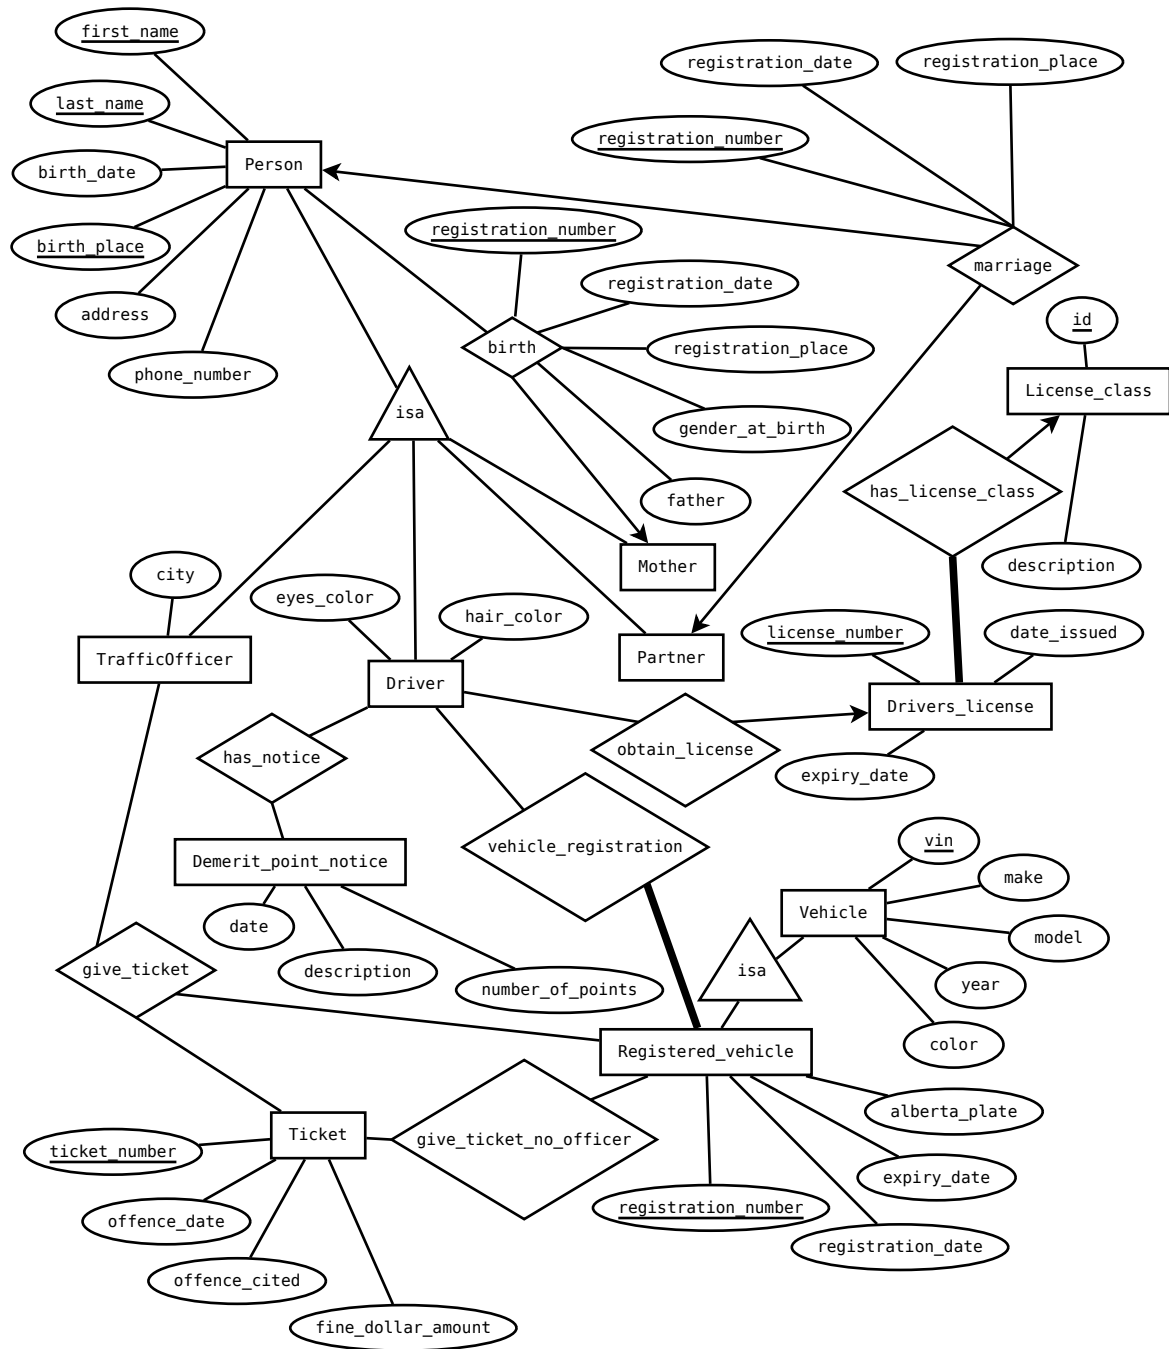 first_name
last_name
birth_date
birth_place
address
phone_number
Person
registration_date
registration_place
registration_number
marriage
registration_number
registration_date
registration_place
gender_at_birth
father
birth
isa
id
License_class
has_license_class
description
Mother
Partner
city
TrafficOfficer
eyes_color
hair_color
Driver
license_number
date_issued
Drivers_license
expiry_date
obtain_license
has_notice
vehicle_registration
Demerit_point_notice
date
description
number_of_points
vin
make
Vehicle
model
year
color
isa
give_ticket
Registered_vehicle
alberta_plate
expiry_date
registration_number
registration_date
Ticket
give_ticket_no_officer
ticket_number
offence_date
offence_cited
fine_dollar_amount